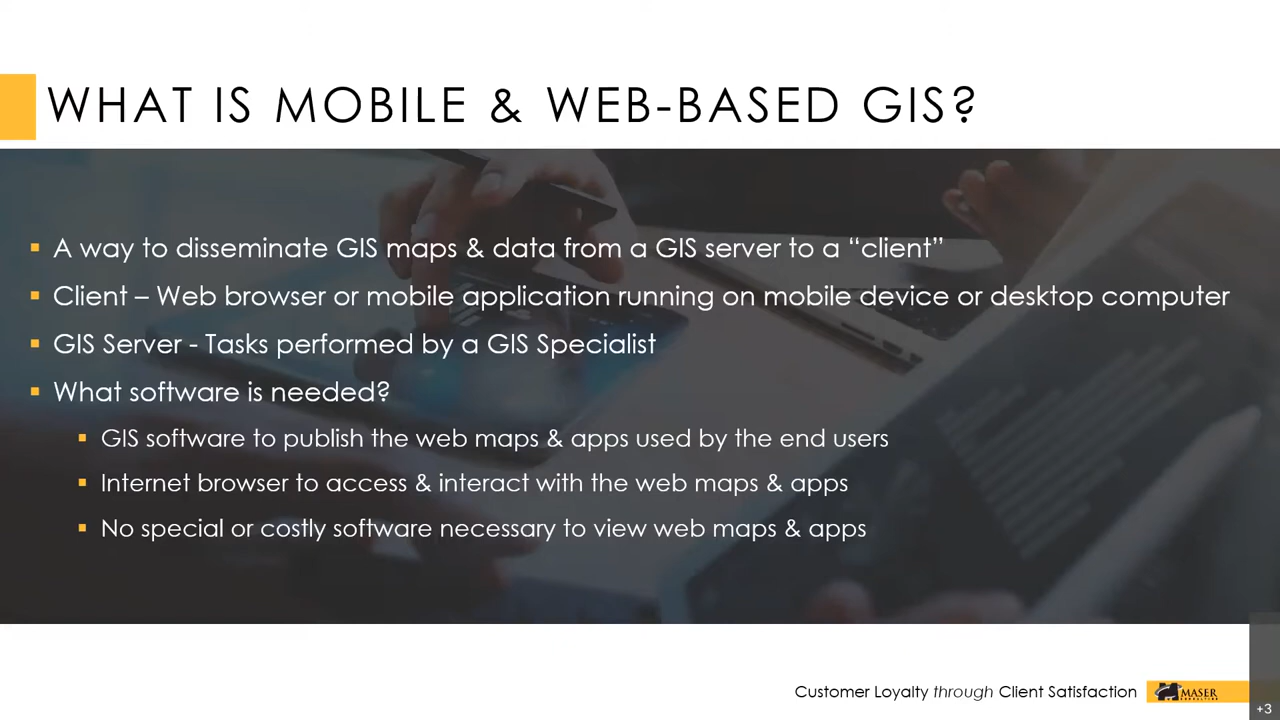 WHAT IS MOBILE & WEB-BASED GIS?
A way to disseminate GIS maps & data from a GIS server to a “client”
Client – Web browser or mobile application running on mobile device or desktop computer
GIS Server - Tasks performed by a GIS Specialist
What software is needed?
GIS software to publish the web maps & apps used by the end users
Internet browser to access & interact with the web maps & apps
No special or costly software necessary to view web maps & apps
Customer Loyalty through Client Satisfaction
MASER
CONSULTING
+3